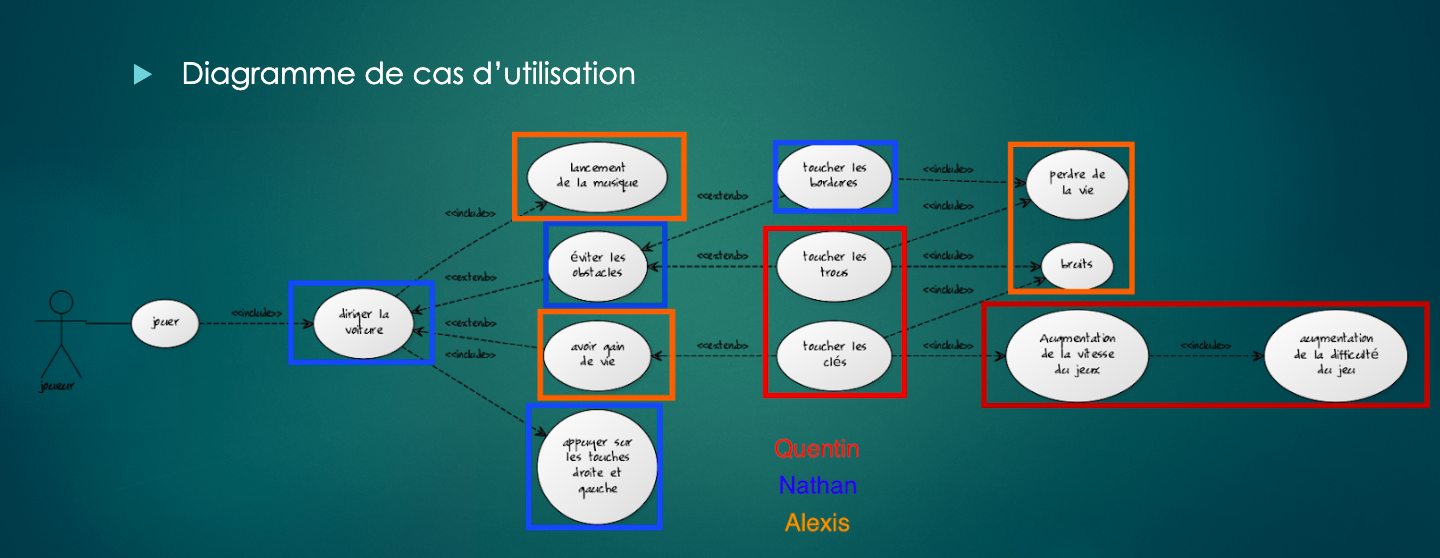 Diagramme de cas d'utilisation
joueur
jouer
<<include>>
diriger la
voiture
<<include>>
<<extend>>
<<extend>>
<<include>>
lancement
de la musique
éviter les
obstacles
avoir gain
de vie
appuyer sur
les touches
droite et
gauche
<<extend>>
<<extend>>
<<extend>>
toucher les
bordures
toucher les
trous
toucher les
clés
<<include>>
<<include>>
<<include>>
<<include>>
<<include>>
perdre de
la vie
bruits
Augmentation
de la vitesse
du jeux
<<include>>
augmentation
de la difficulté
du jeu
Quentin
Nathan
Alexis